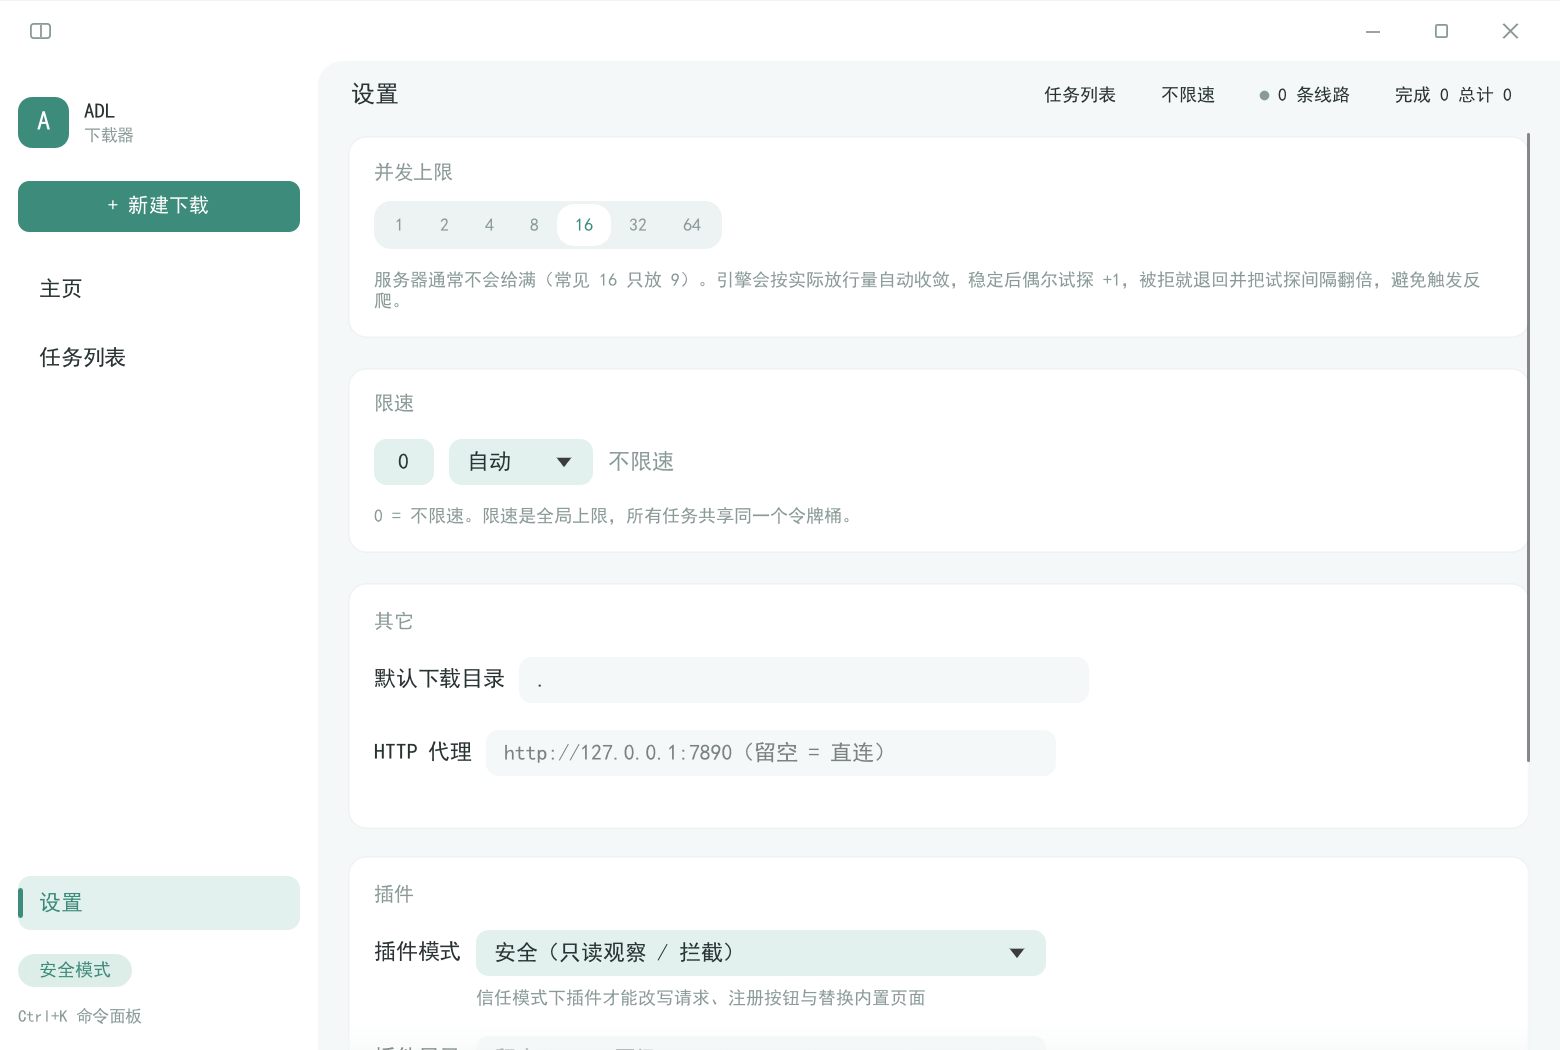 A
ADL
下载器
+ 新建下载
主页
任务列表
设置
安全模式
Ctrl+K 命令面板
设置
任务列表
不限速
0 条线路
完成 0 总计 0
并发上限
1 2 4 8 16 32 64
服务器通常不会给满（常见 16 只放 9）。引擎会按实际放行量自动收敛，稳定后偶尔试探 +1，被拒就退回并把试探间隔翻倍，避免触发反
爬。
限速
0 自动 不限速
0 = 不限速。限速是全局上限，所有任务共享同一个令牌桶。
其它
默认下载目录 .
HTTP 代理 http://127.0.0.1:7890（留空 = 直连）
插件
插件模式 安全（只读观察 / 拦截）
信任模式下插件才能改写请求、注册按钮与替换内置页面